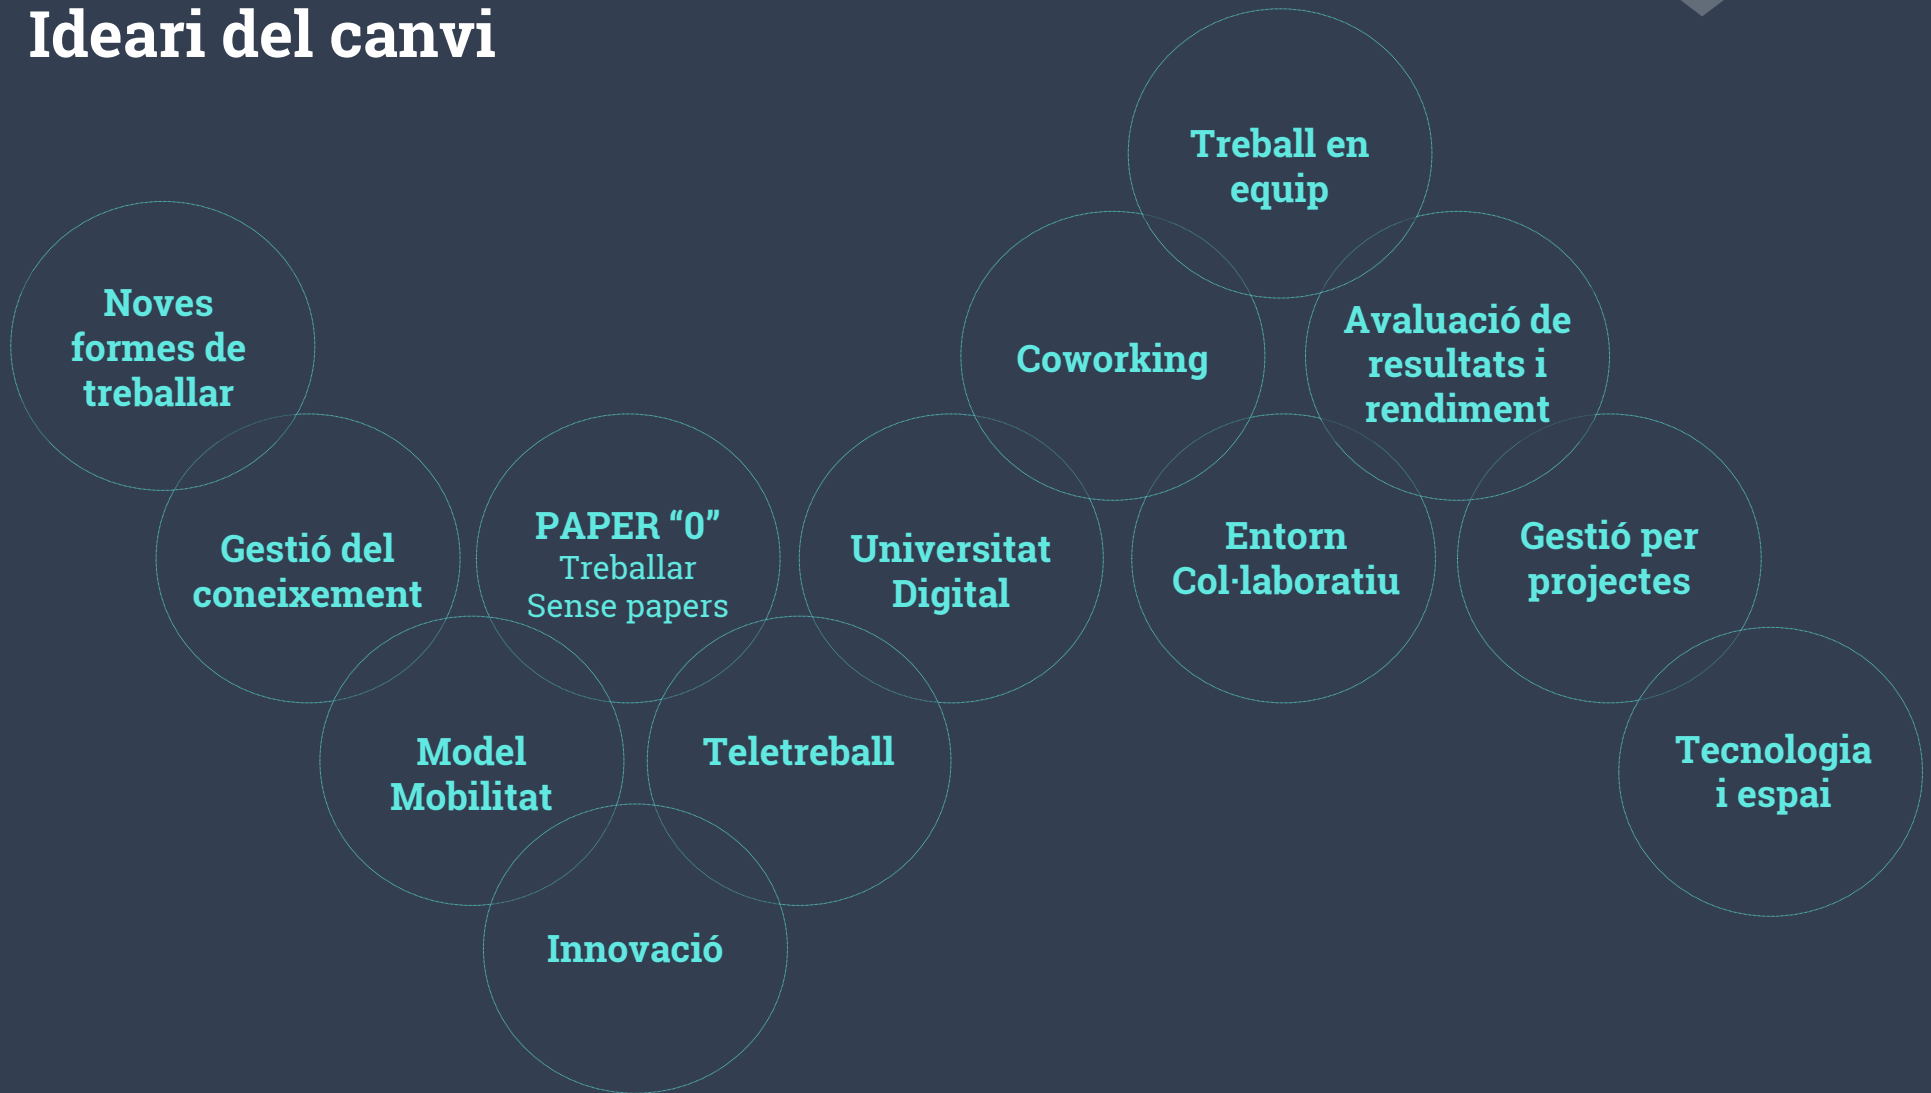 Ideari del canvi
Noves
formes de
treballar
Gestió del
coneixement
PAPER “0”
Treballar
Sense papers
Model
Mobilitat
Teletreball
Innovació
Universitat
Digital
Coworking
Treball en
equip
Avaluació de
resultats i
rendiment
Entorn
Col·laboratiu
Gestió per
projectes
Tecnologia
i espai